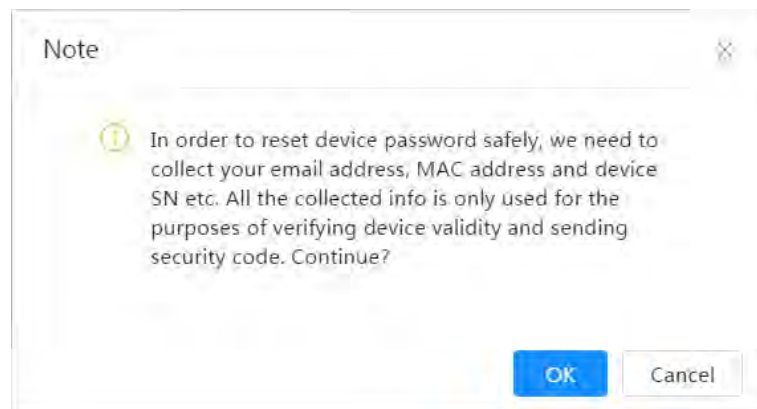 Note
In order to reset device password safely, we need to
collect your email address, MAC address and device
SN etc. All the collected info is only used for the
purposes of verifying device validity and sending
security code. Continue?
OK Cancel